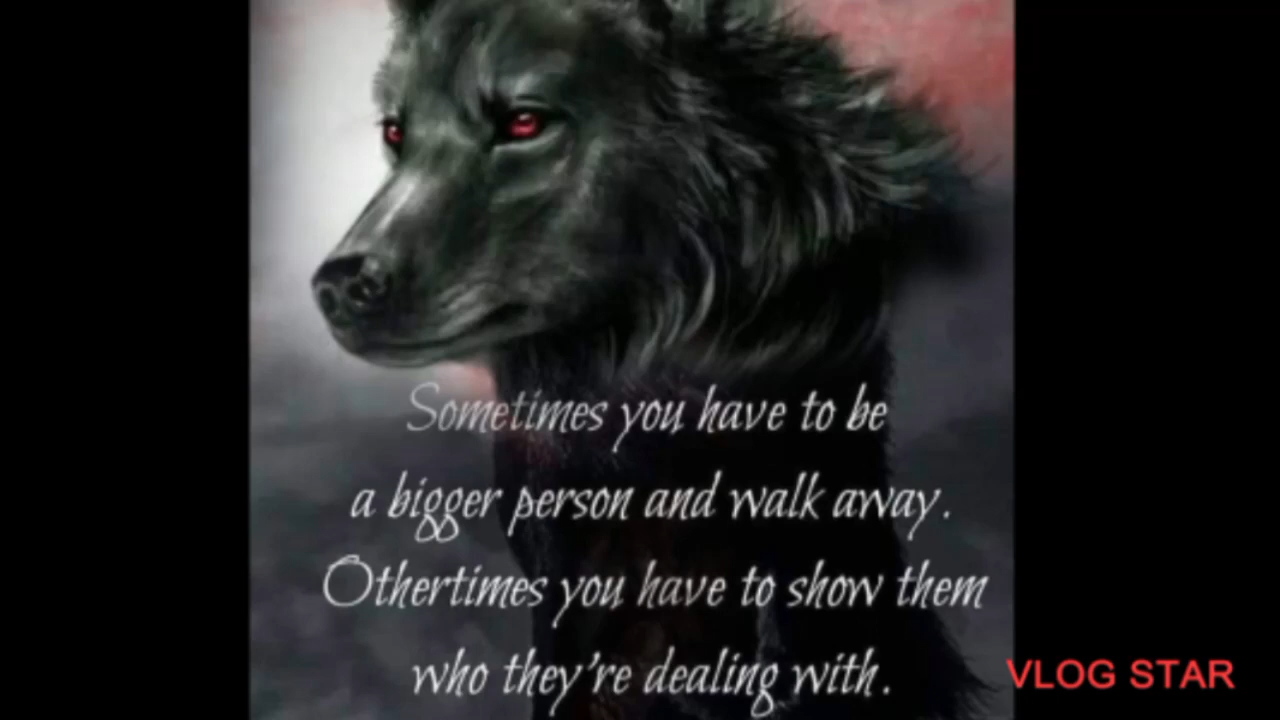 Sometimes you have to be
a bigger person and walk away.
Othertimes you have to show them
who they're dealing with.
VLOG STAR